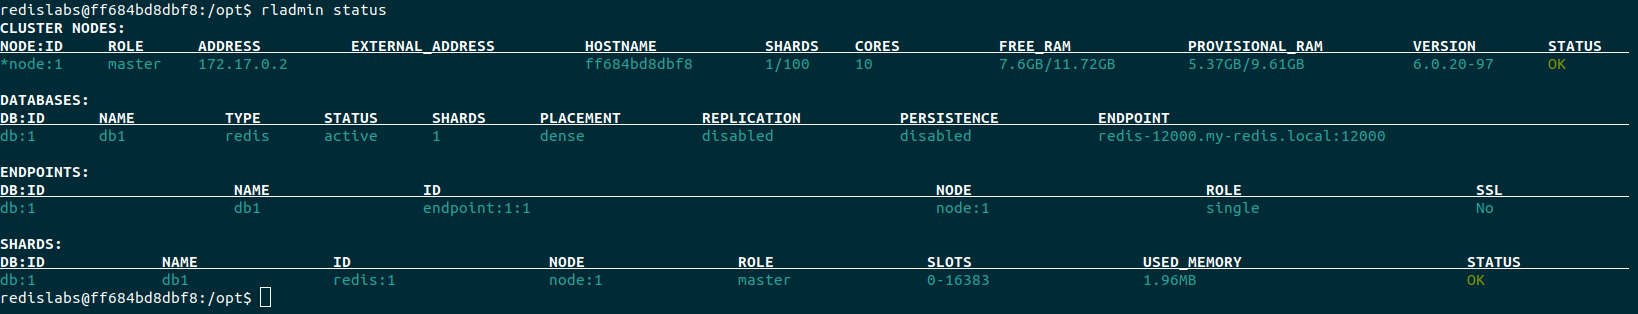 redislabs@ff684bd8dbf8:/opt$ rladmin status
CLUSTER NODES:
NODE:ID ROLE ADDRESS EXTERNAL_ADDRESS HOSTNAME SHARDS CORES FREE_RAM PROVISIONAL_RAM VERSION STATUS
*node:1 master 172.17.0.2 ff684bd8dbf8 1/100 10 7.6GB/11.72GB 5.37GB/9.61GB 6.0.20-97 OK
DATABASES:
DB:ID NAME TYPE STATUS SHARDS PLACEMENT REPLICATION PERSISTENCE ENDPOINT
db:1 db1 redis active 1 dense disabled disabled redis-12000.my-redis.local:12000
ENDPOINTS:
DB:ID NAME ID NODE ROLE SSL
db:1 db1 endpoint:1:1 node:1 single No
SHARDS:
DB:ID NAME ID NODE ROLE SLOTS USED_MEMORY STATUS
db:1 db1 redis:1 node:1 master 0-16383 1.96MB OK
redislabs@ff684bd8dbf8:/opt$